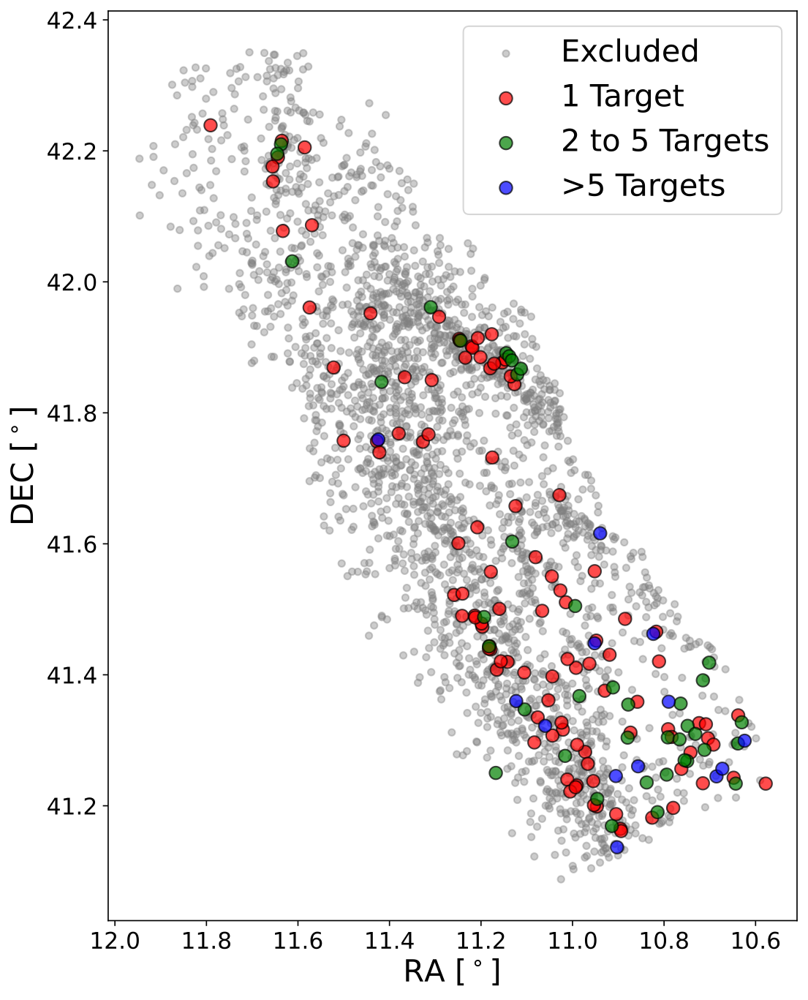 Excluded
1 Target
2 to 5 Targets
>5 Targets
42.4
42.2
42.0
41.8
41.6
41.4
41.2
DEC [°]
12.0 11.8 11.6 11.4 11.2 11.0 10.8 10.6
RA [°]